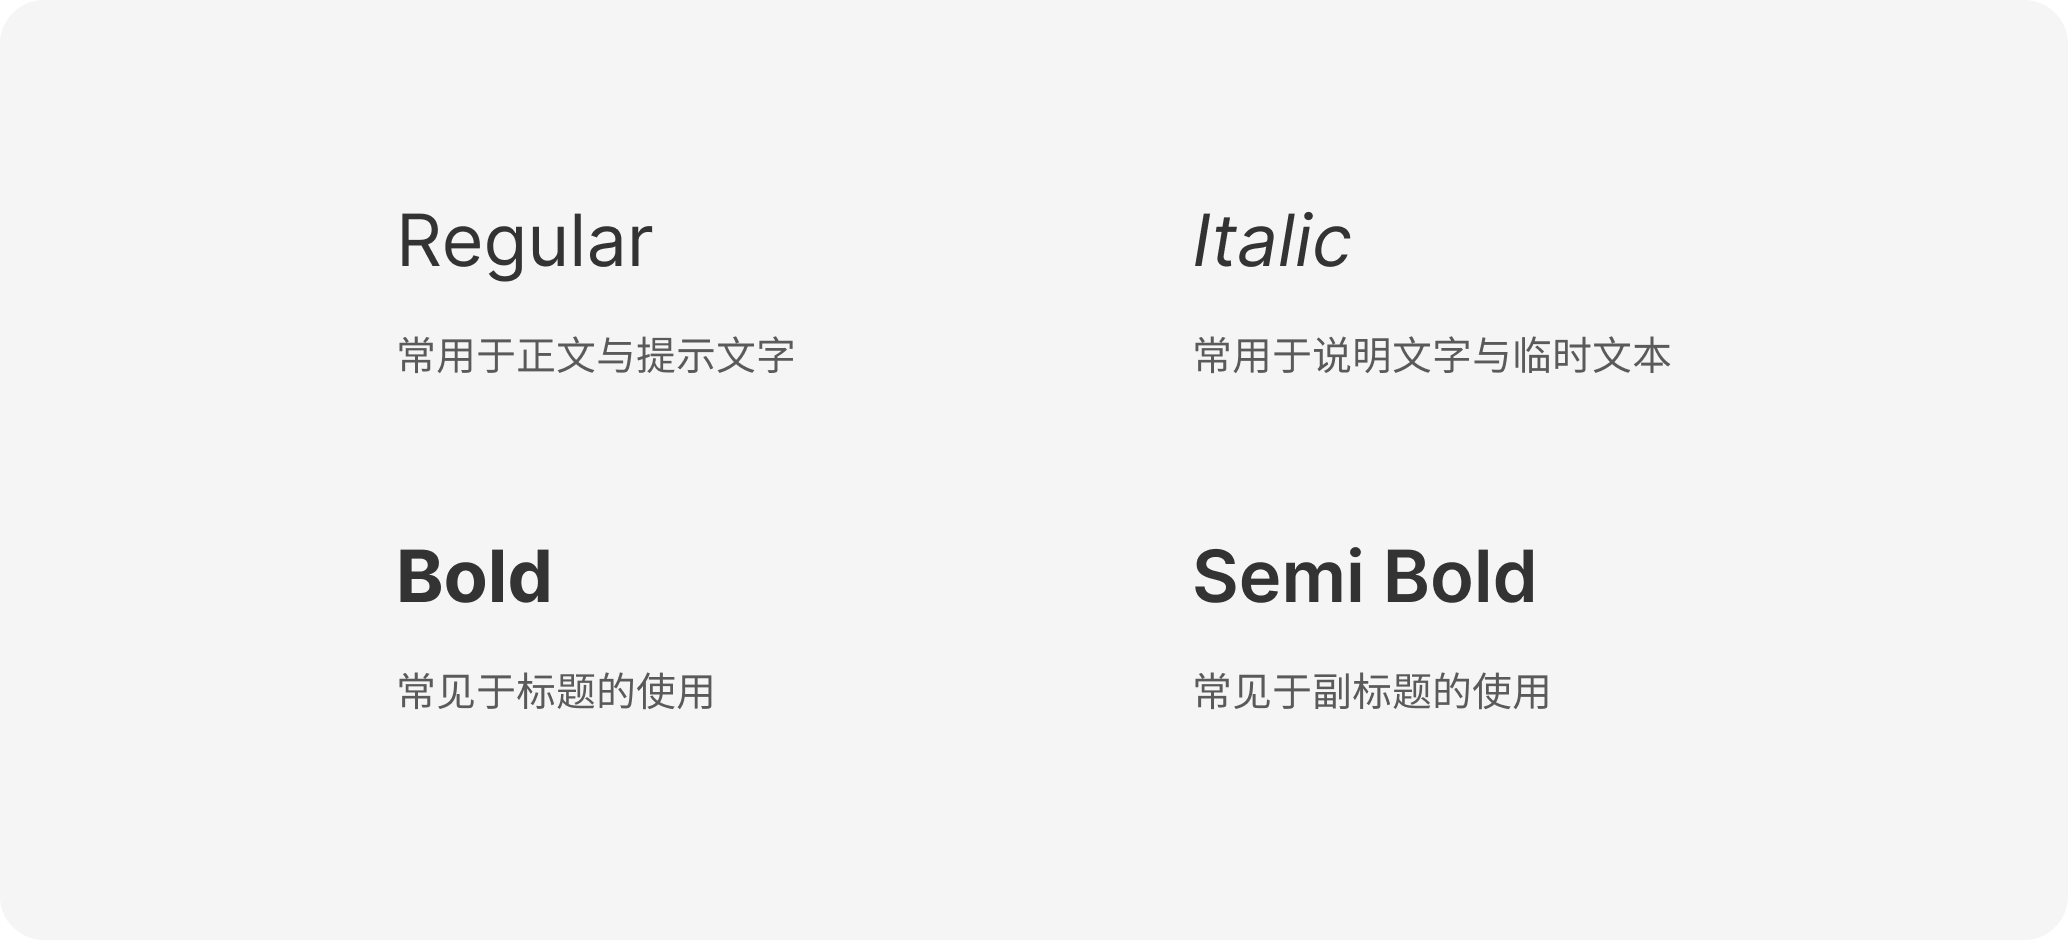 Regular
常用于正文与提示文字
Italic
常用于说明文字与临时文本
Bold
常见于标题的使用
Semi Bold
常见于副标题的使用